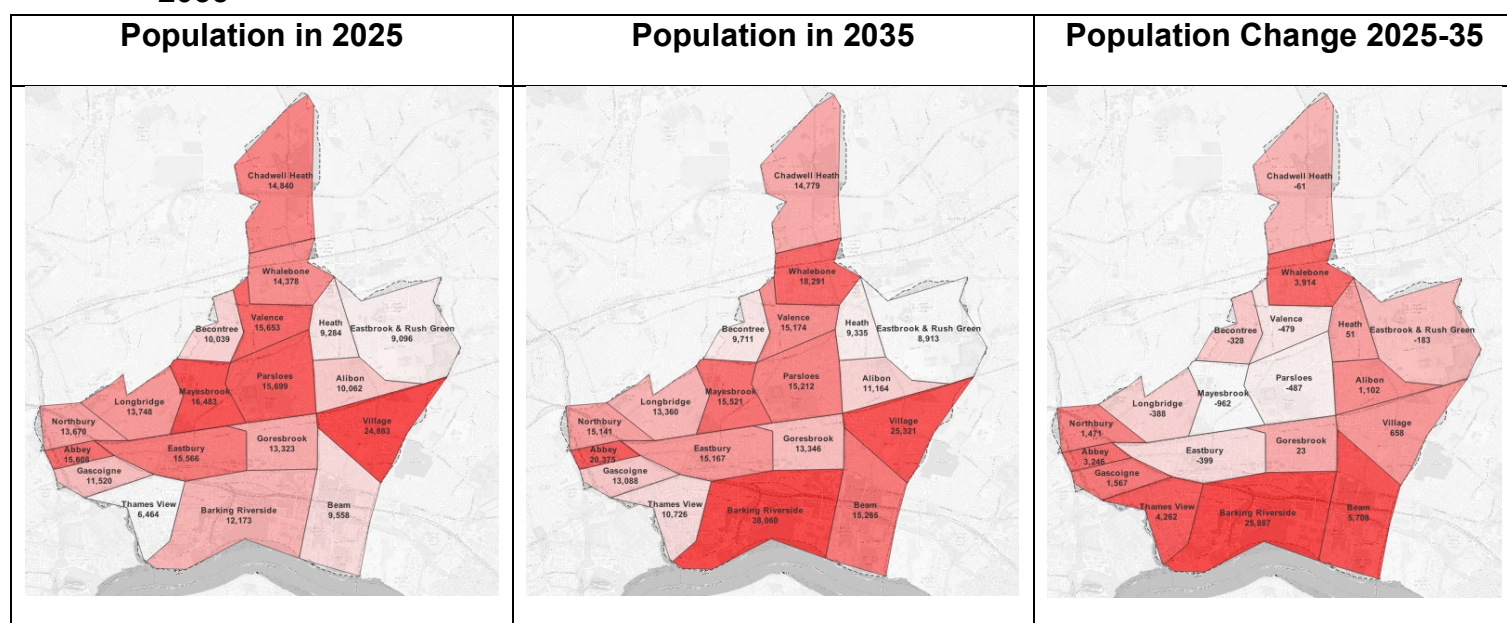 Population in 2025
Population in 2035
Population Change 2025-35
Chadwell Heath
14,840
Whalebone
14,378
Valence
15,653
Becontree
10,039
Heath
9,284
Eastbrook & Rush Green
9,096
Parsloes
15,699
Alibon
10,062
Mayesbrook
16,483
Longbridge
13,748
Village
24,663
Northbury
13,670
Goresbrook
13,323
Abbey
15,608
Eastbury
15,566
Gascoigne
11,520
Thames View
6,464
Barking Riverside
12,173
Beam
9,558
Chadwell Heath
14,779
Whalebone
18,291
Valence
15,174
Becontree
9,711
Heath
9,335
Eastbrook & Rush Green
8,913
Parsloes
15,212
Alibon
11,164
Mayesbrook
15,521
Longbridge
13,360
Village
25,321
Northbury
15,141
Goresbrook
13,346
Abbey
20,375
Eastbury
15,167
Gascoigne
13,088
Thames View
10,726
Barking Riverside
38,060
Beam
15,266
Chadwell Heath
-61
Whalebone
3,914
Valence
-479
Becontree
-328
Heath
51
Eastbrook & Rush Green
-183
Parsloes
-487
Alibon
1,102
Mayesbrook
-962
Longbridge
-388
Village
658
Northbury
1,471
Goresbrook
23
Abbey
3,246
Eastbury
-399
Gascoigne
1,567
Thames View
4,262
Barking Riverside
25,887
Beam
5,708